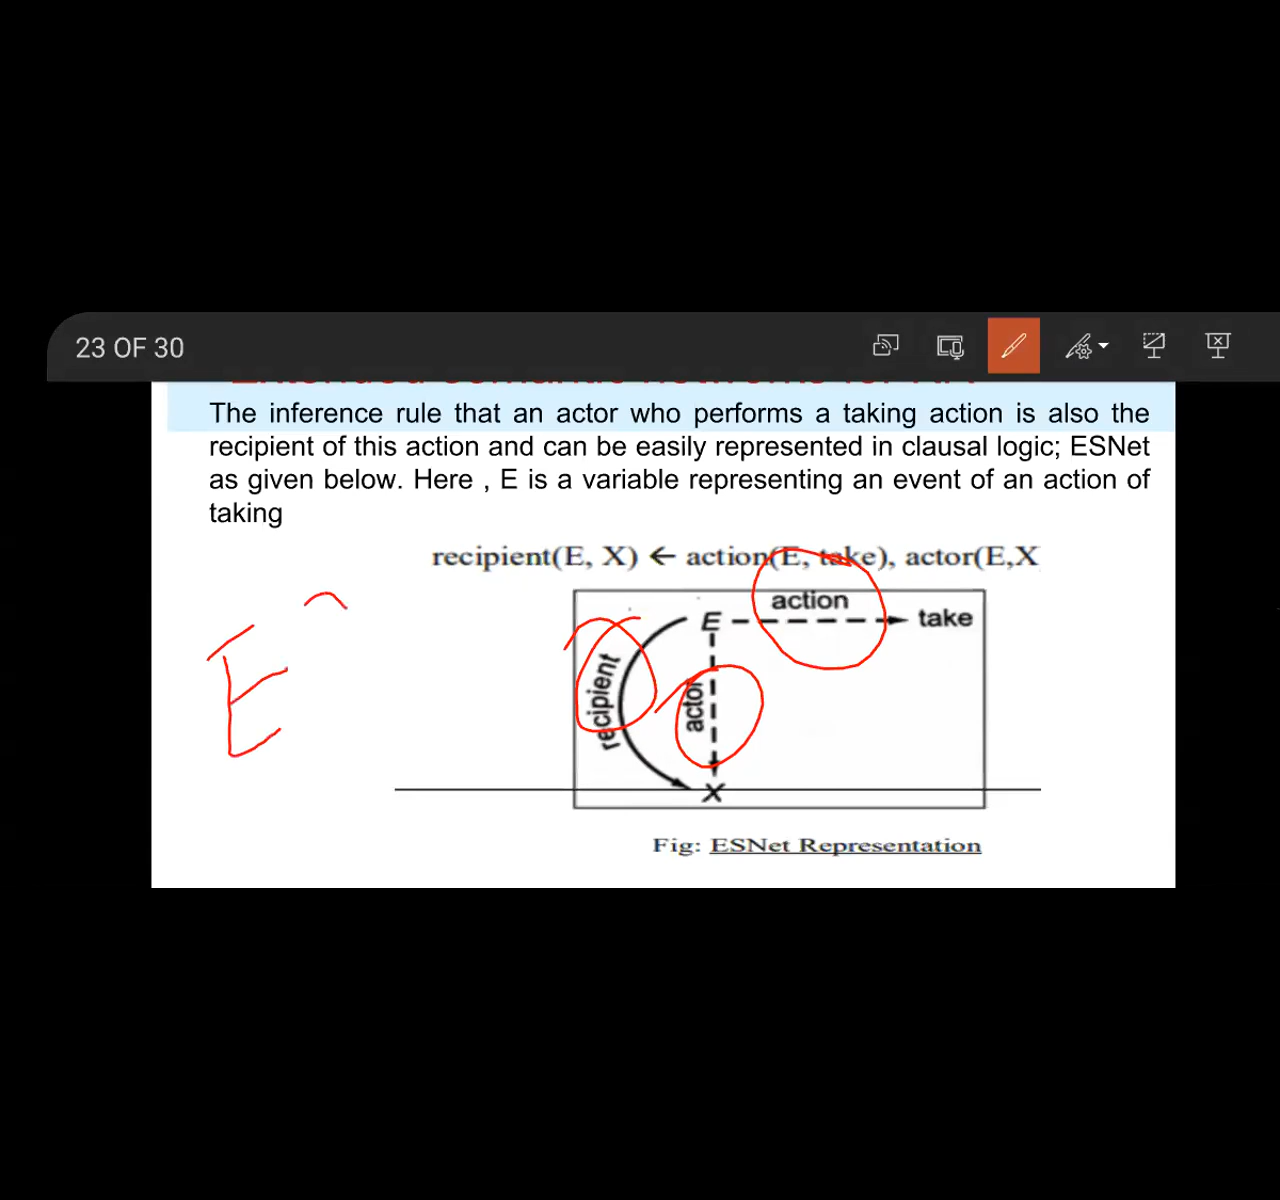 23 OF 30
The inference rule that an actor who performs a taking action is also the
recipient of this action and can be easily represented in clausal logic; ESNet
as given below. Here , E is a variable representing an event of an action of
taking
recipient(E, X) ← action(E, take), actor(E,X
action
E
take
recipient
actor
X
E
Fig: ESNet Representation